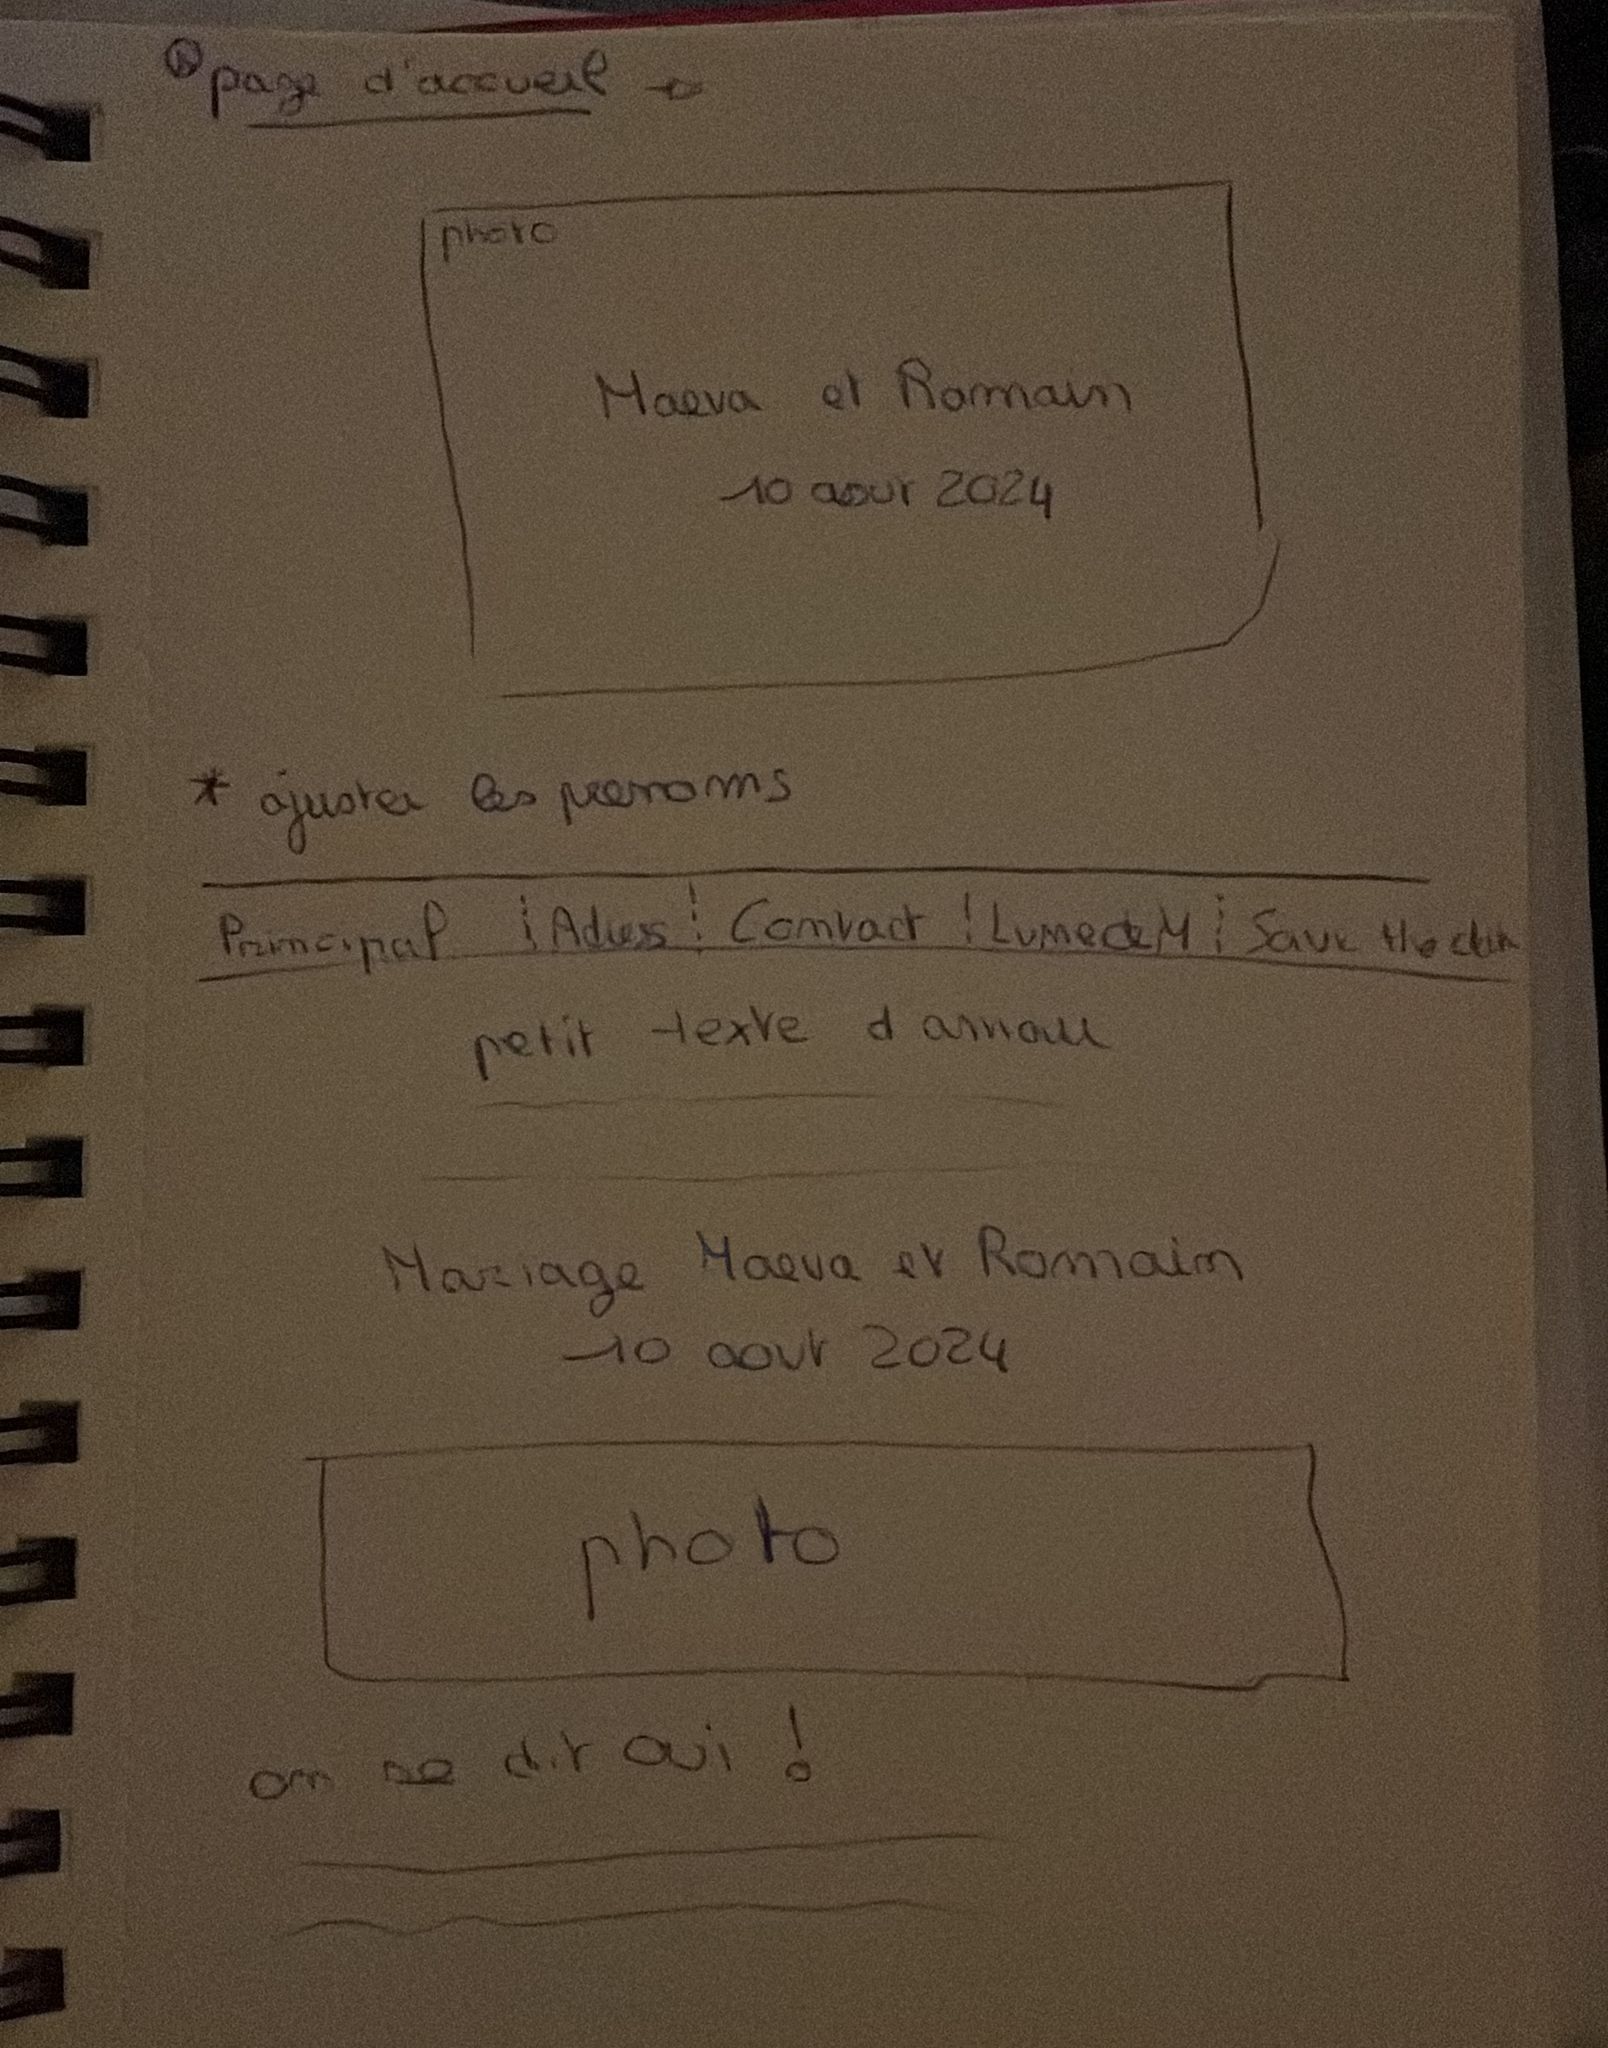 page d'accueil
photo
Maeva et Romain
10 aout 2024
* ajuster les prenoms
Principal Adress Contact Lune de M Save the date
petit texte d amour
Mariage Maeva et Romain
10 aout 2024
photo
on se dit oui !